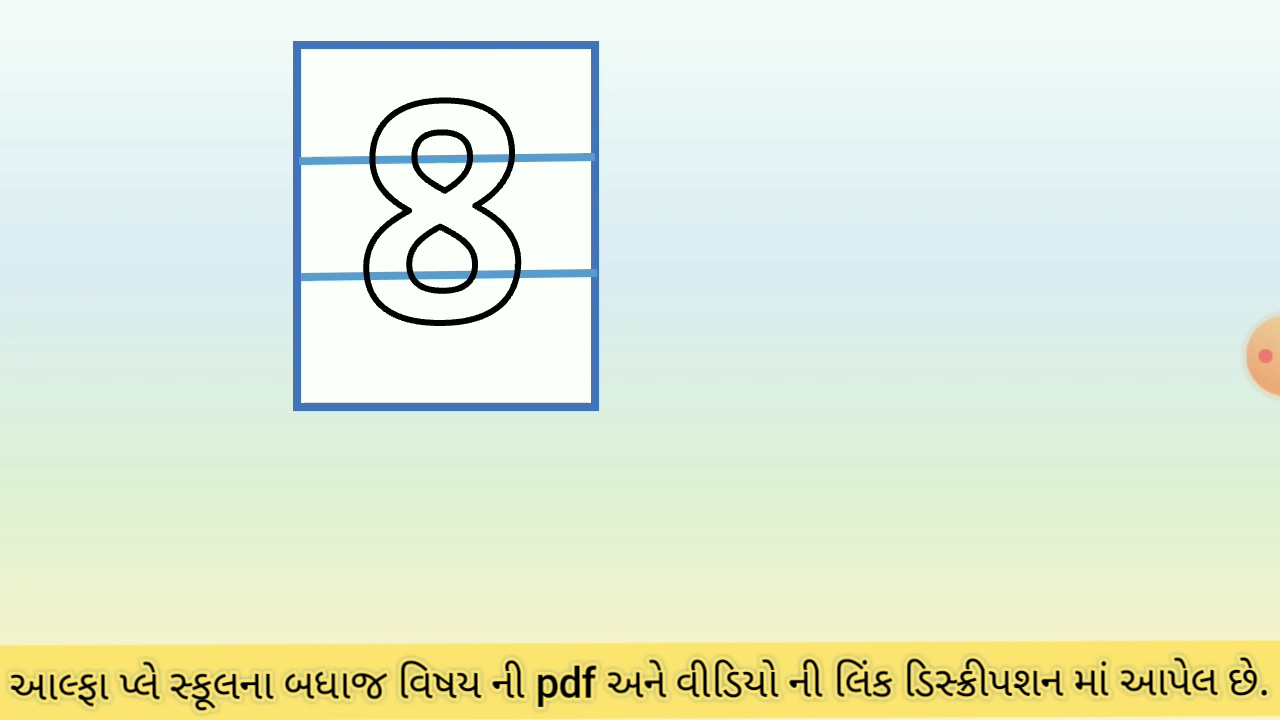 8
આલ્ફા પ્લે સ્કૂલના બધાજ વિષય ની pdf અને વીડિયો ની લિંક ડિસ્ક્રીપશન માં આપેલ છે.